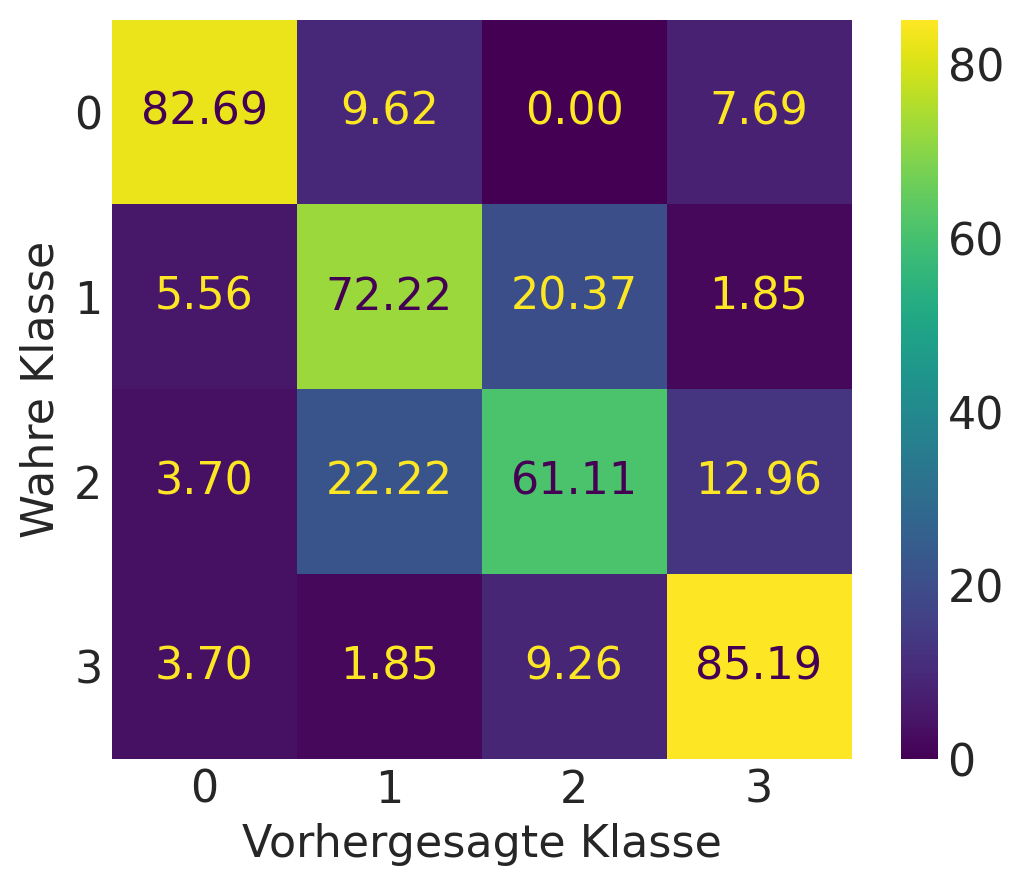 0 82.69 9.62 0.00 7.69
1 5.56 72.22 20.37 1.85
2 3.70 22.22 61.11 12.96
3 3.70 1.85 9.26 85.19
0 1 2 3
Vorhergesagte Klasse
Wahre Klasse
80
60
40
20
0